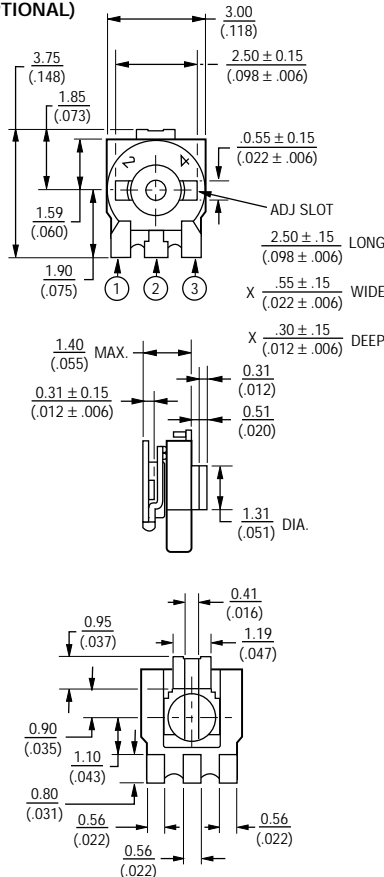 PTIONAL)
3.00
(.118)
3.75
(.148)
2.50 ± 0.15
(.098 ± .006)
1.85
(.073)
.0.55 ± 0.15
(.022 ± .006)
2
4
ADJ SLOT
1.59
(.060)
2.50 ± .15
(.098 ± .006) LONG
1.90
(.075)
1
2
3
X .55 ± .15
(.022 ± .006) WIDE
X .30 ± .15
(.012 ± .006) DEEP
1.40
(.055) MAX.
0.31
(.012)
0.31 ± 0.15
(.012 ± .006)
0.51
(.020)
1.31
(.051) DIA.
0.41
(.016)
0.95
(.037)
1.19
(.047)
0.90
(.035)
1.10
(.043)
0.80
(.031)
0.56
(.022)
0.56
(.022)
0.56
(.022)